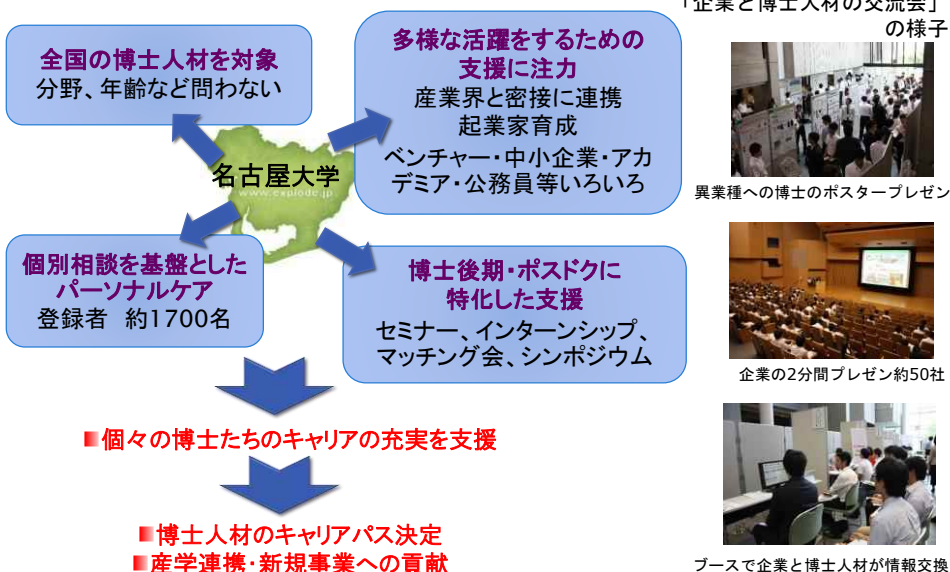 「企業と博士人材の交流会」
の様子
全国の博士人材を対象
分野、年齢など問わない
多様な活躍をするための
支援に注力
産業界と密接に連携
起業家育成
ベンチャー・中小企業・アカ
デミア・公務員等いろいろ
名古屋大学
www.explode.jp
個別相談を基盤とした
パーソナルケア
登録者 約1700名
博士後期・ポスドクに
特化した支援
セミナー、インターンシップ、
マッチング会、シンポジウム
■個々の博士たちのキャリアの充実を支援
■博士人材のキャリアパス決定
■産学連携・新規事業への貢献
異業種への博士のポスタープレゼン
企業の2分間プレゼン約50社
ブースで企業と博士人材が情報交換